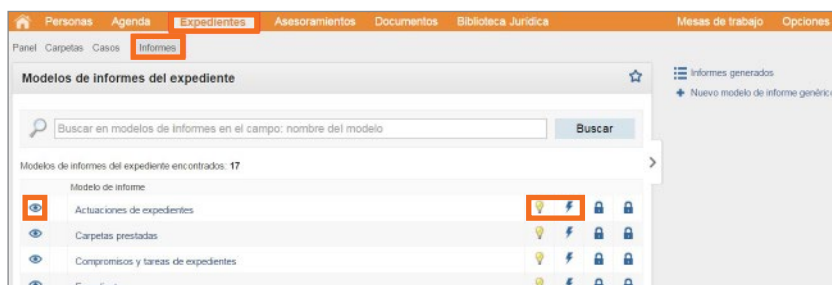 Personas Agenda Expedientes Asesoramientos Documentos Biblioteca Jurídica Mesas de trabajo Opciones
Panel Carpetas Casos Informes
Modelos de informes del expediente
Informes generados
Nuevo modelo de informe genérico
Buscar en modelos de informes en el campo: nombre del modelo Buscar
Modelos de informes del expediente encontrados: 17
Modelo de informe
Actuaciones de expedientes
Carpetas prestadas
Compromisos y tareas de expedientes